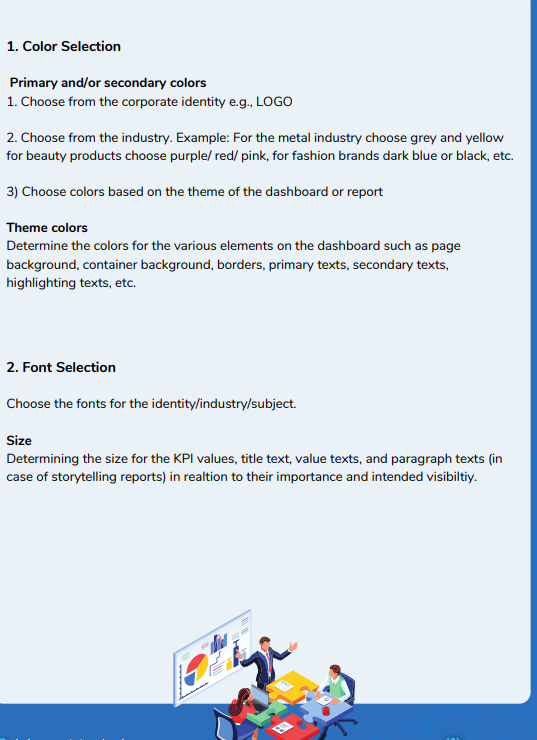 1. Color Selection
Primary and/or secondary colors
1. Choose from the corporate identity e.g., LOGO
2. Choose from the industry. Example: For the metal industry choose grey and yellow
for beauty products choose purple/ red/ pink, for fashion brands dark blue or black, etc.
3) Choose colors based on the theme of the dashboard or report
Theme colors
Determine the colors for the various elements on the dashboard such as page
background, container background, borders, primary texts, secondary texts,
highlighting texts, etc.
2. Font Selection
Choose the fonts for the identity/industry/subject.
Size
Determining the size for the KPI values, title text, value texts, and paragraph texts (in
case of storytelling reports) in realtion to their importance and intended visibiltiy.